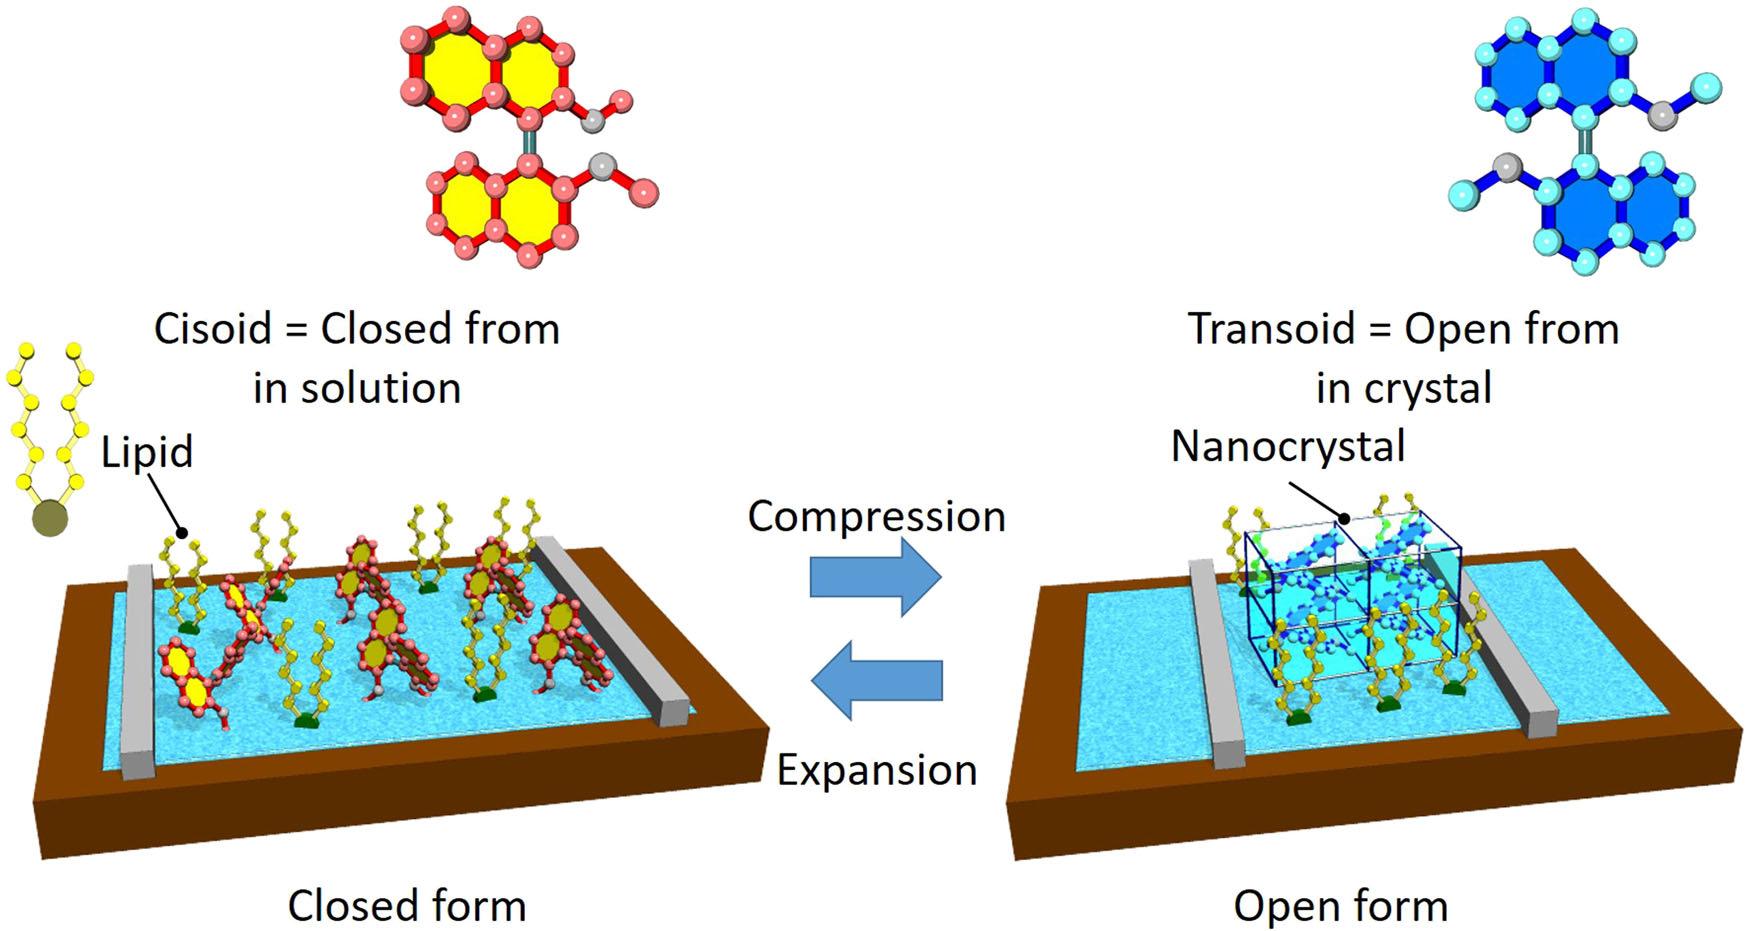 Cisoid = Closed from
in solution
Transoid = Open from
in crystal
Lipid
Nanocrystal
Compression
Expansion
Closed form
Open form